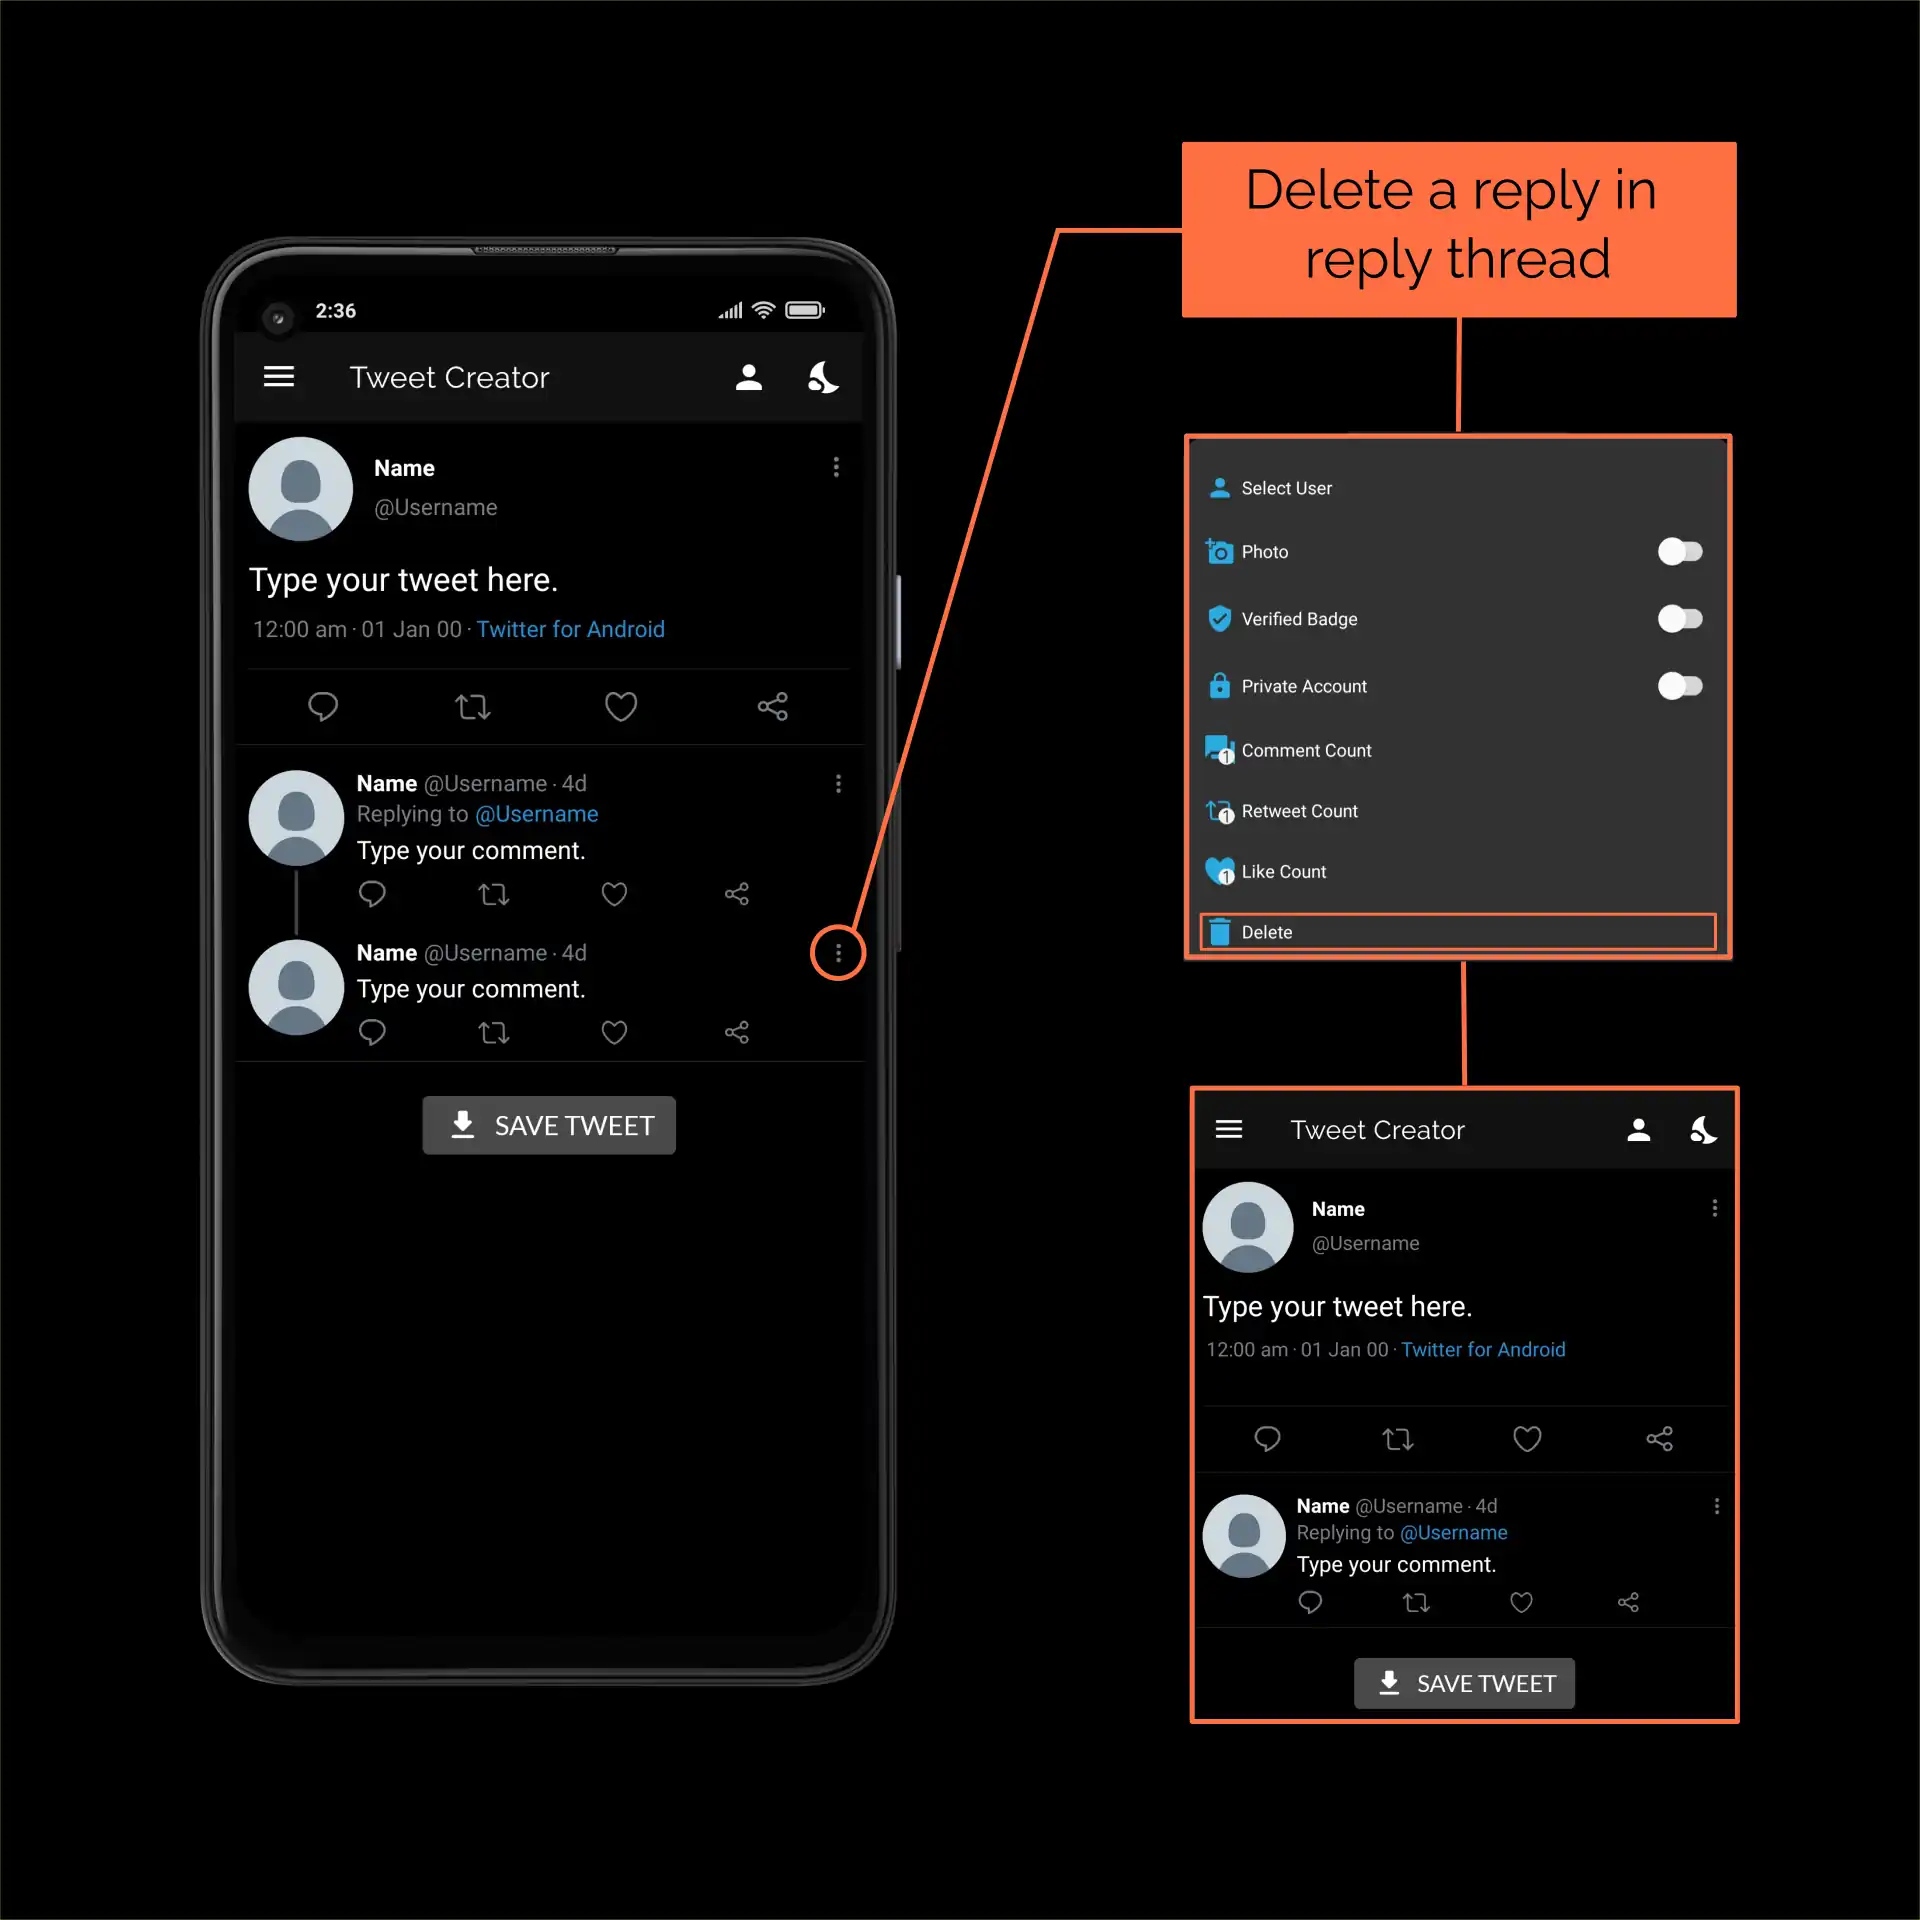 Delete a reply in
reply thread
2:36
Tweet Creator
Name
@Username
Type your tweet here.
12:00 am · 01 Jan 00 · Twitter for Android
Name @Username · 4d
Replying to @Username
Type your comment.
Name @Username · 4d
Type your comment.
SAVE TWEET
Select User
Photo
Verified Badge
Private Account
1 Comment Count
1 Retweet Count
1 Like Count
Delete
Tweet Creator
Name
@Username
Type your tweet here.
12:00 am · 01 Jan 00 · Twitter for Android
Name @Username · 4d
Replying to @Username
Type your comment.
SAVE TWEET